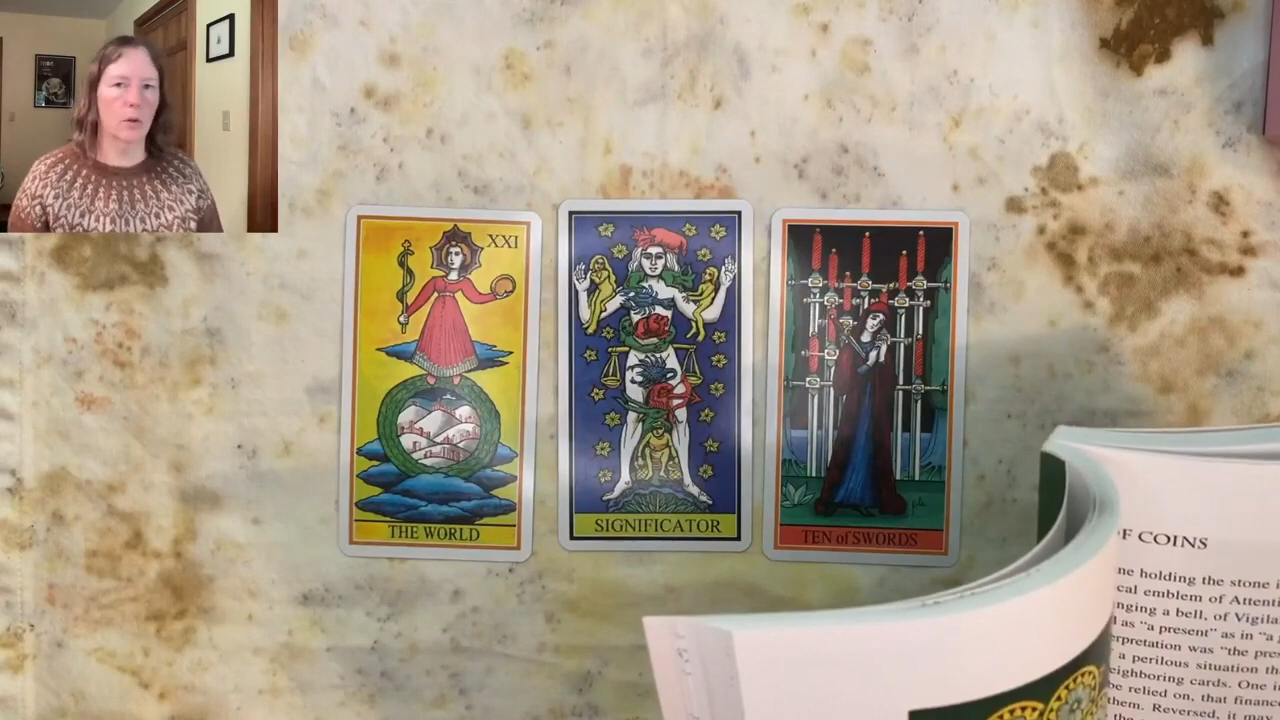 XXI
THE WORLD
SIGNIFICATOR
TEN of SWORDS
F COINS
ne holding the stone i
cal emblem of Attenti
nging a bell, of Vigila
as “a present” as in “a
erpretation was “the pres
a perilous situation th
eighboring cards. One i
be relied on, that financ
them. Reversed, it may